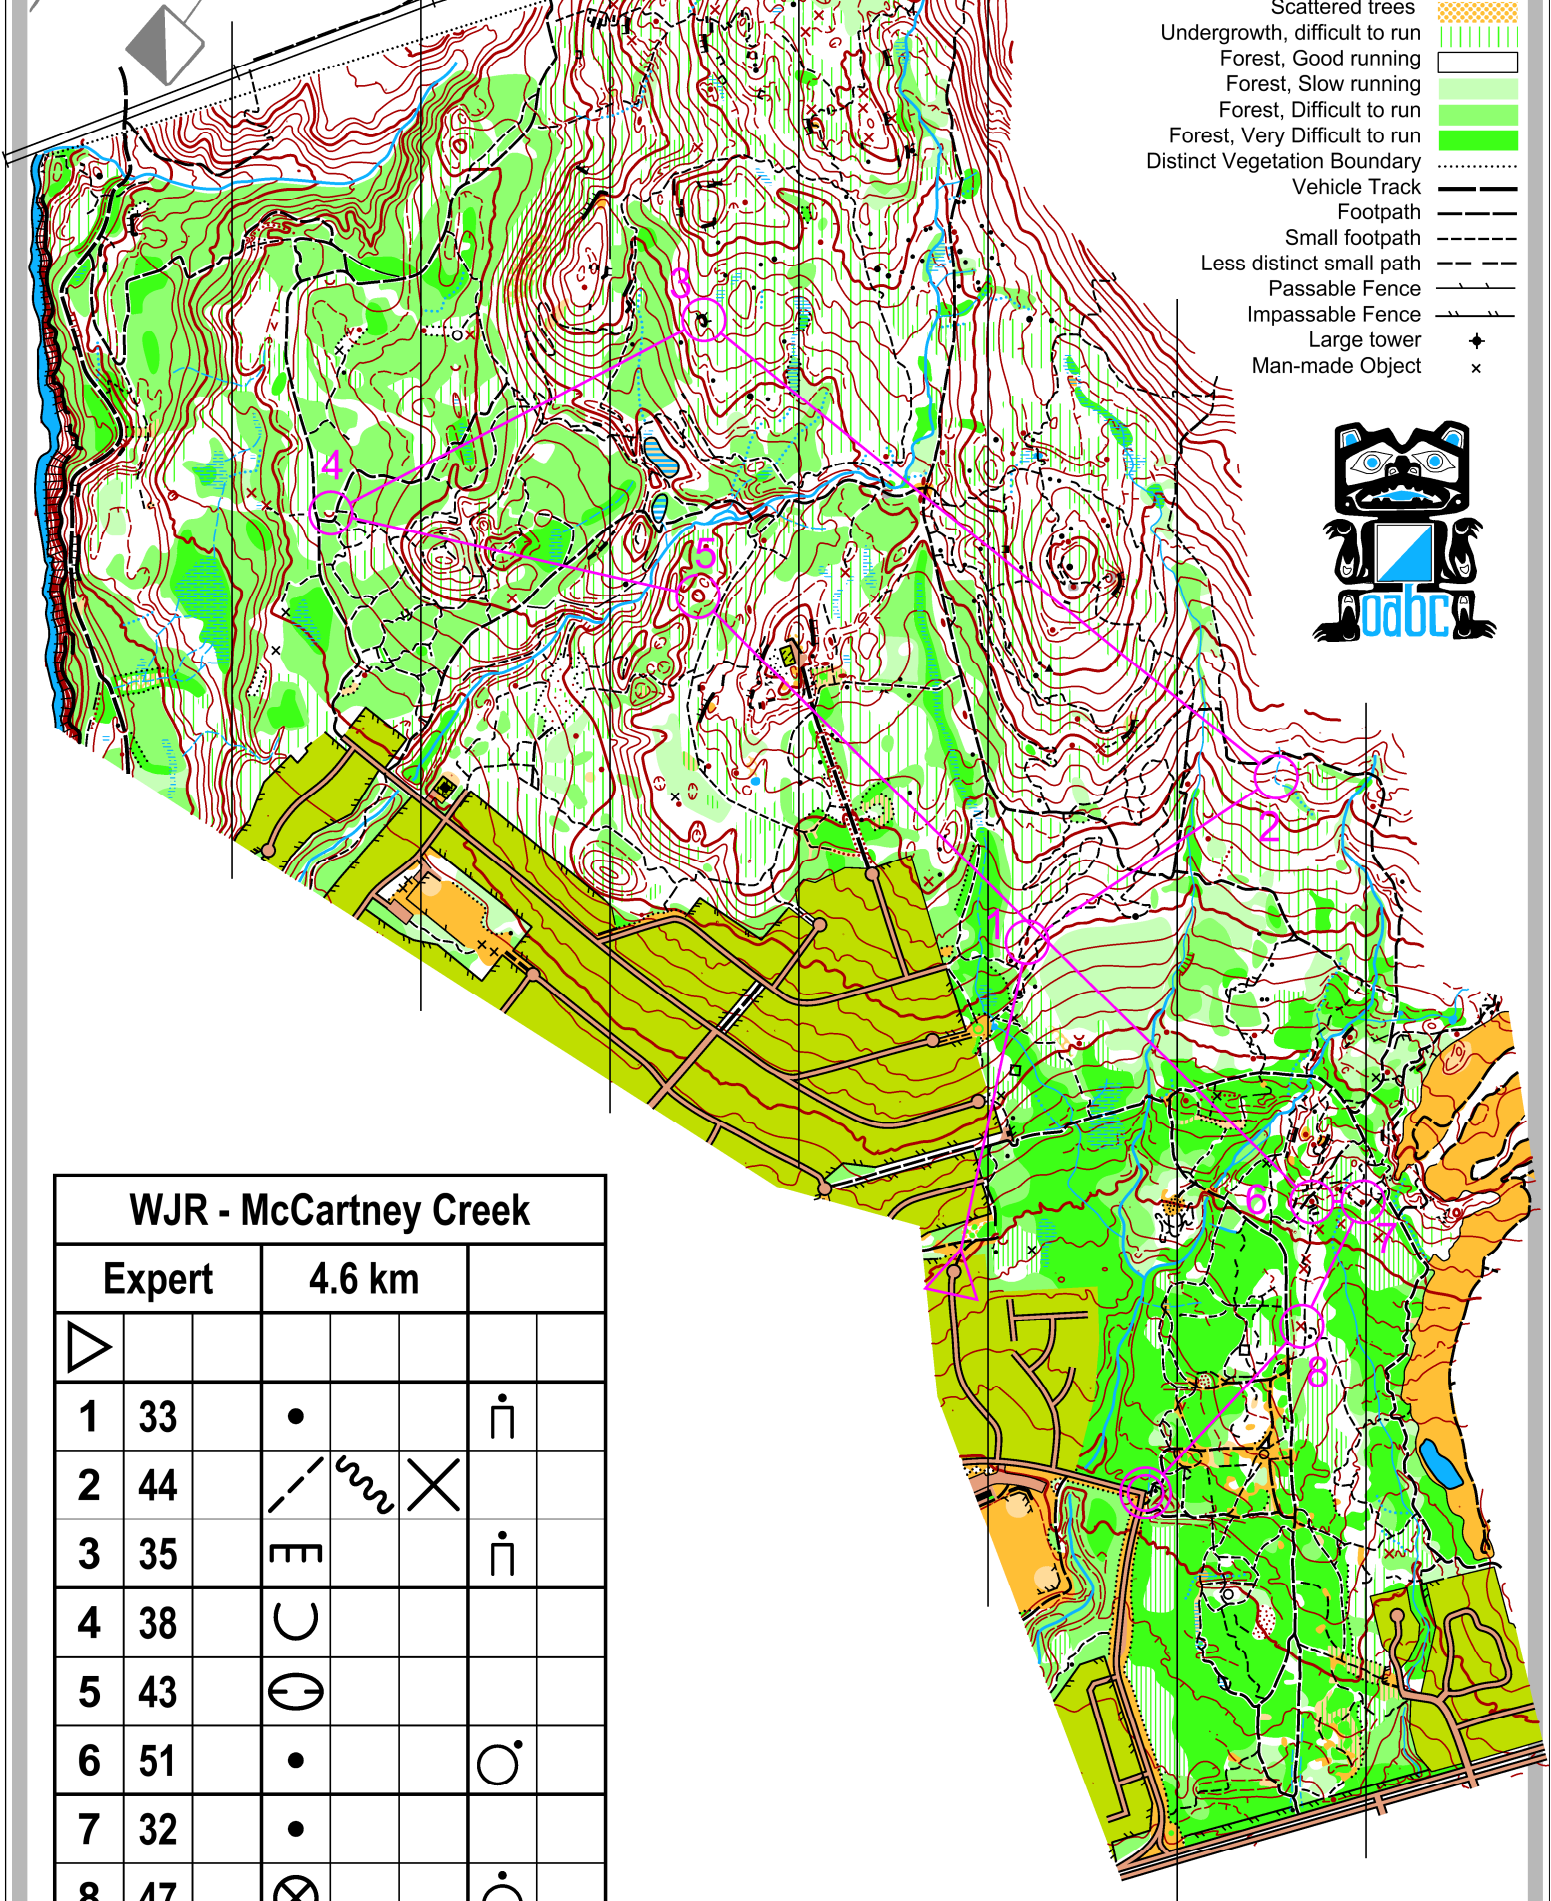 Scattered trees
Undergrowth, difficult to run
Forest, Good running
Forest, Slow running
Forest, Difficult to run
Forest, Very Difficult to run
Distinct Vegetation Boundary
Vehicle Track
Footpath
Small footpath
Less distinct small path
Passable Fence
Impassable Fence
Large tower
Man-made Object
oabc
3
4
5
2
1
6
7
8
WJR - McCartney Creek
Expert 4.6 km
1 33
2 44
3 35
4 38
5 43
6 51
7 32
8 47